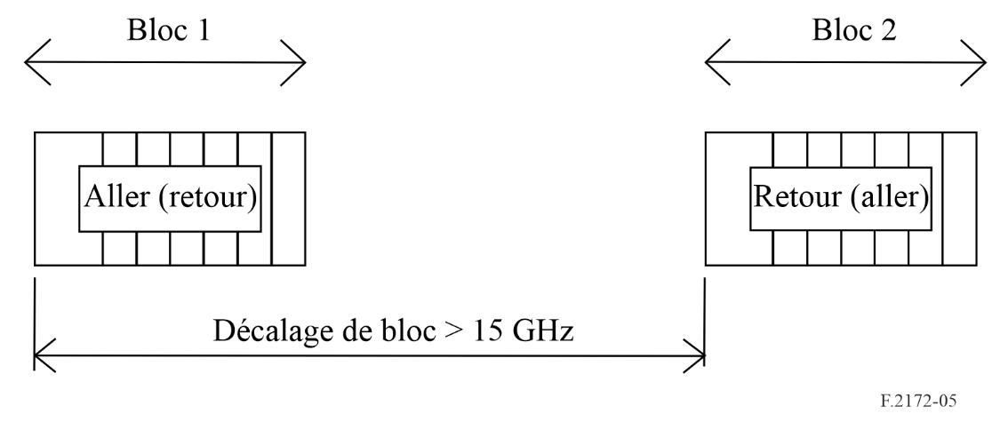 Bloc 1
Bloc 2
Aller (retour)
Retour (aller)
Décalage de bloc > 15 GHz
F.2172-05